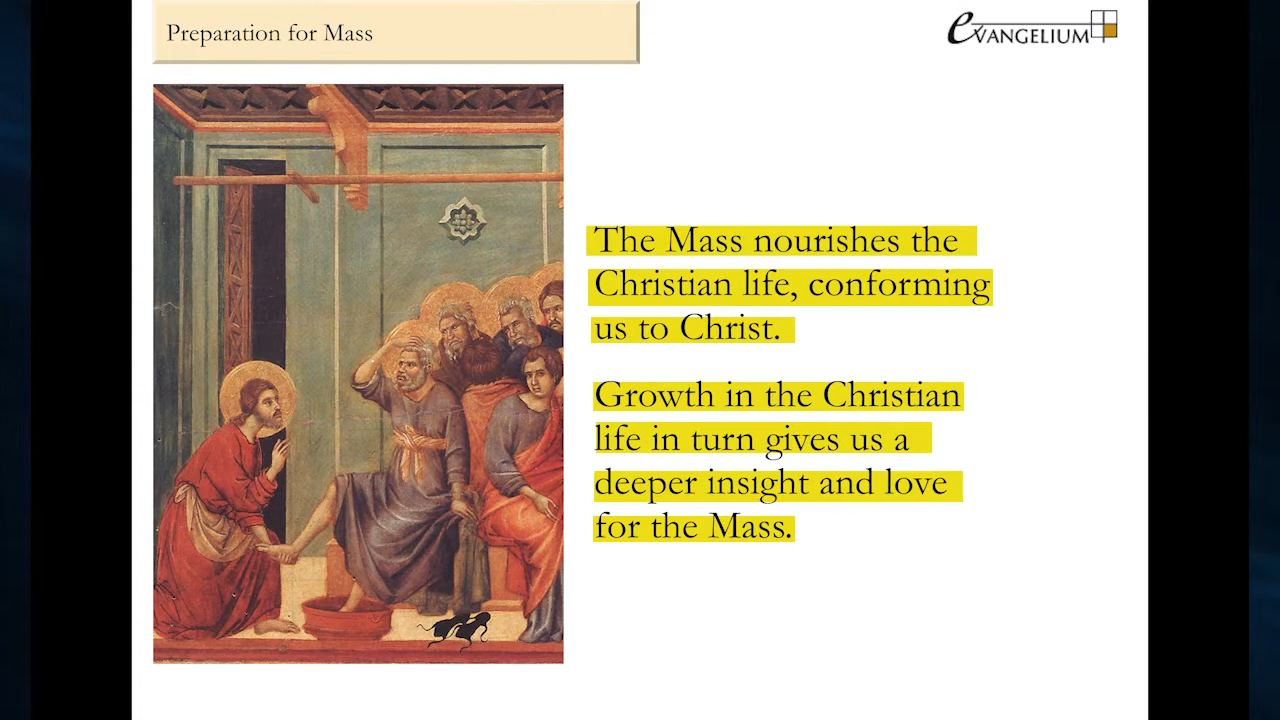 Preparation for Mass
eVANGELIUM
The Mass nourishes the
Christian life, conforming
us to Christ.
Growth in the Christian
life in turn gives us a
deeper insight and love
for the Mass.